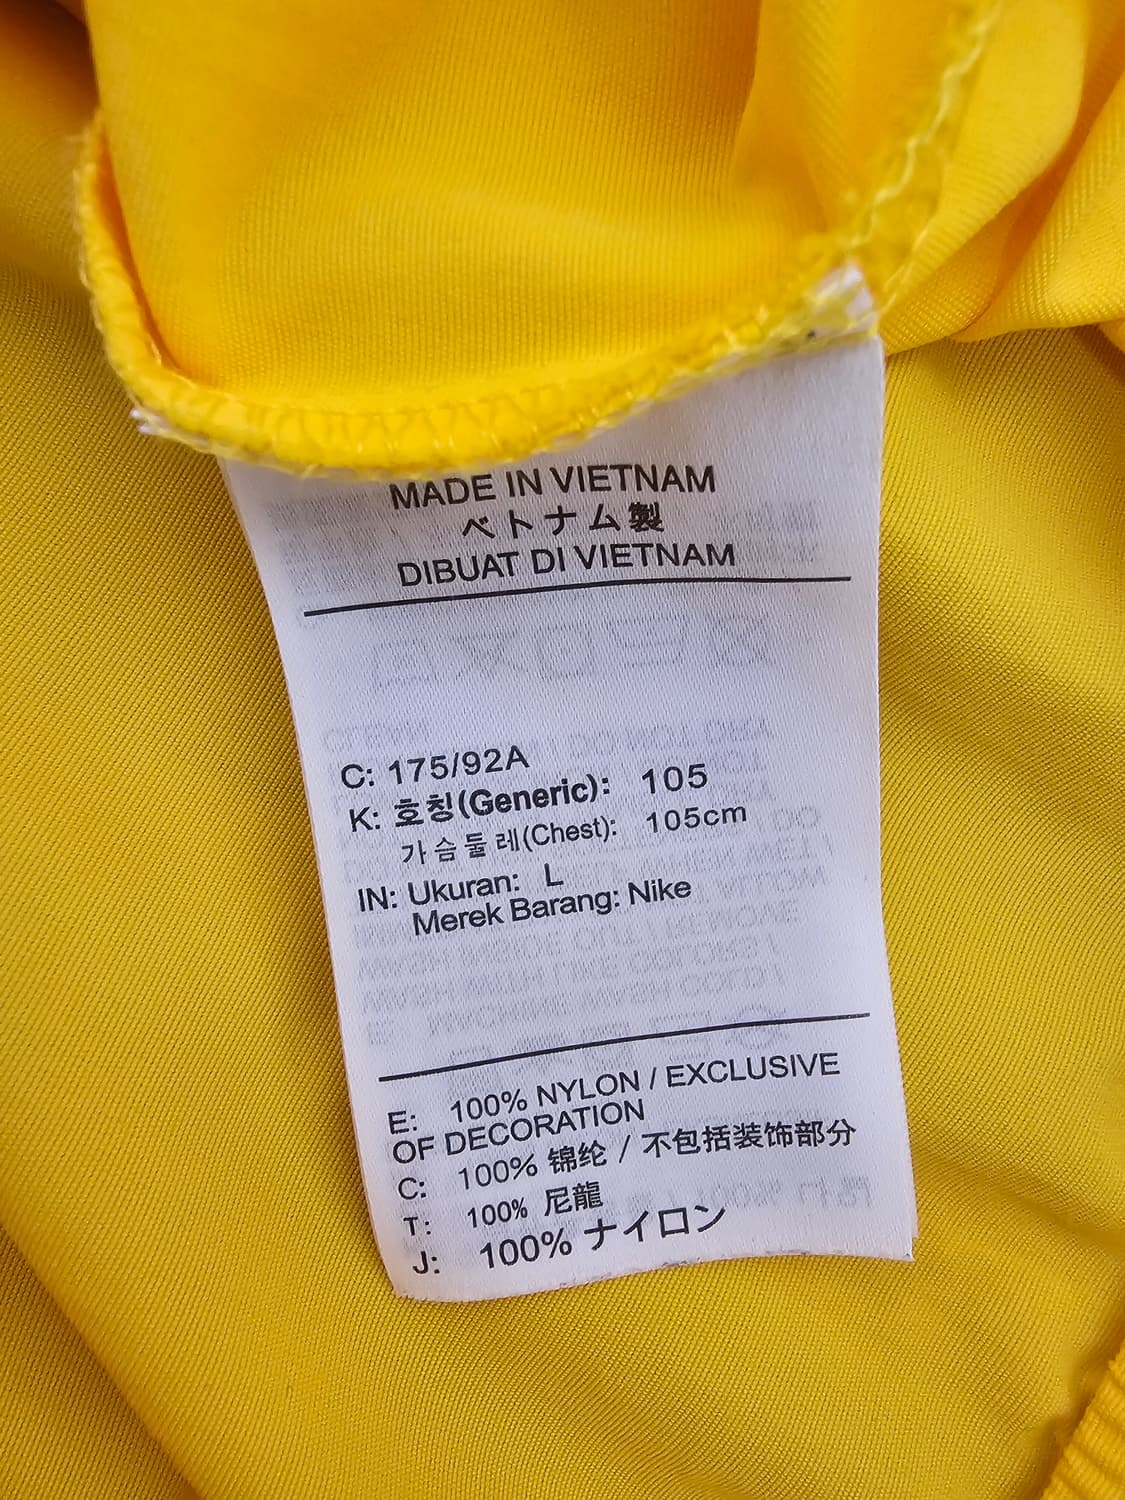 MADE IN VIETNAM
ベトナム製
DIBUAT DI VIETNAM
C: 175/92A
K: 호칭(Generic): 105
가슴둘레(Chest): 105cm
IN: Ukuran: L
Merek Barang: Nike
E: 100% NYLON / EXCLUSIVE
OF DECORATION
C: 100% 锦纶 / 不包括装饰部分
T: 100% 尼龍
J: 100% ナイロン